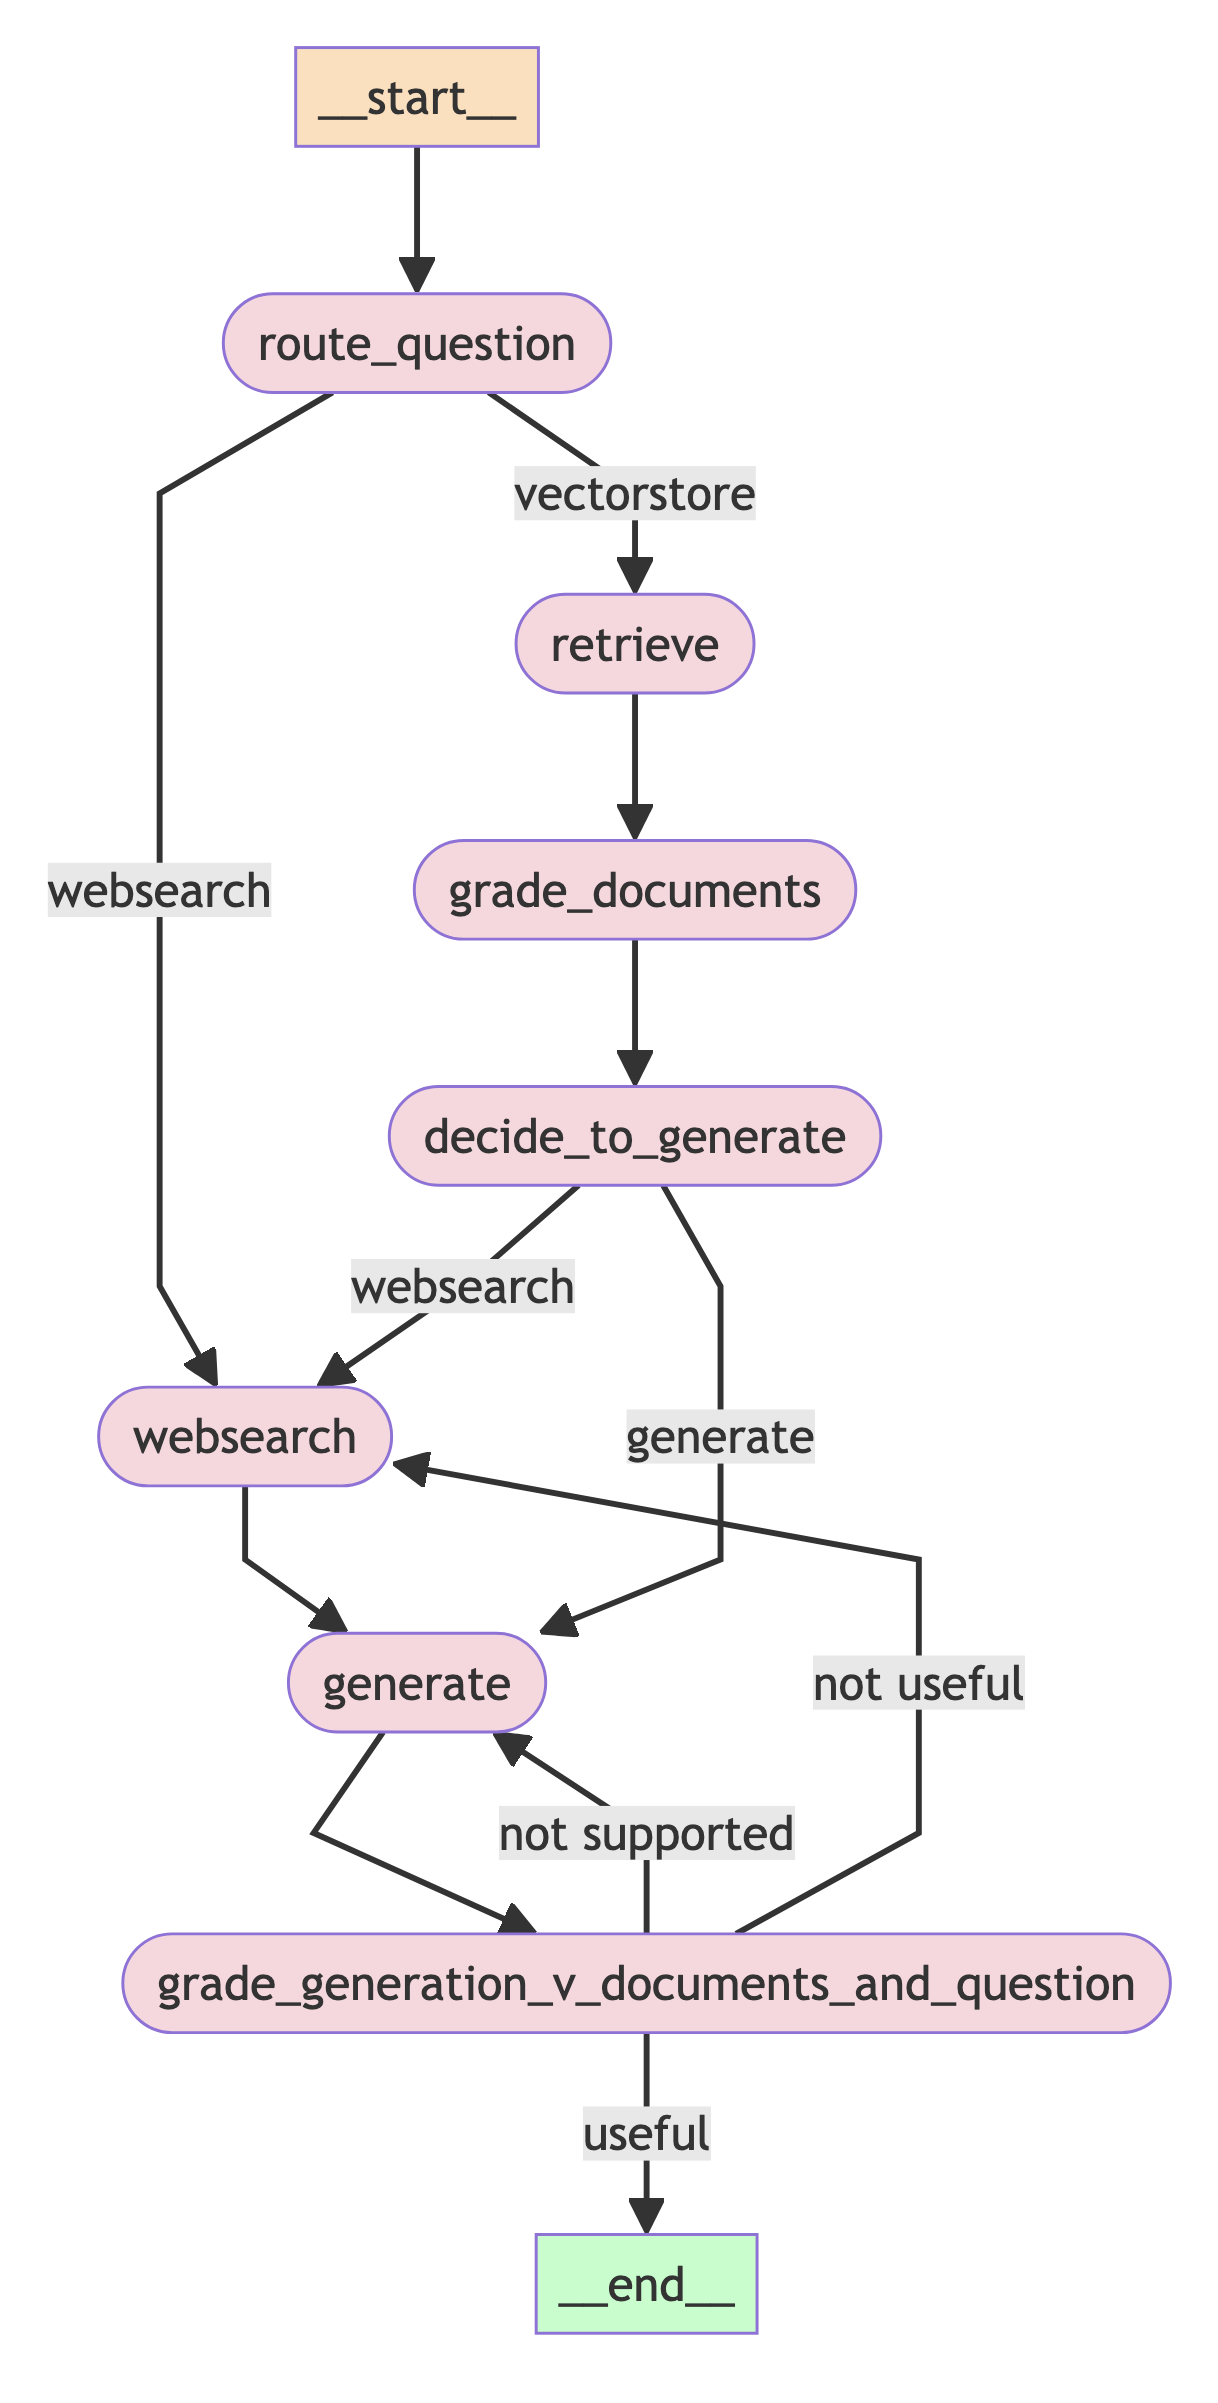 __start__
route_question
vectorstore
retrieve
websearch
grade_documents
decide_to_generate
websearch
websearch
generate
generate
not useful
not supported
grade_generation_v_documents_and_question
useful
__end__